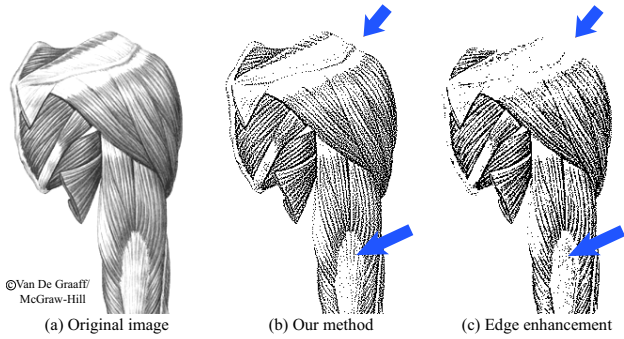 ©Van De Graaff/
McGraw-Hill
(a) Original image
(b) Our method
(c) Edge enhancement